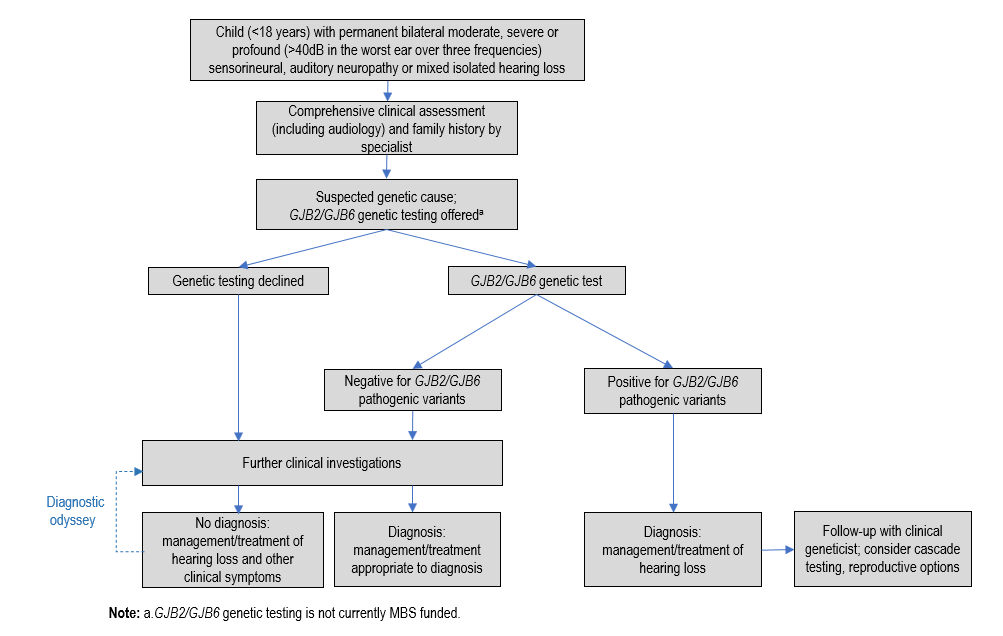 Child (<18 years) with permanent bilateral moderate, severe or
profound (>40dB in the worst ear over three frequencies)
sensorineural, auditory neuropathy or mixed isolated hearing loss
Comprehensive clinical assessment
(including audiology) and family history by
specialist
Suspected genetic cause;
GJB2/GJB6 genetic testing offeredᵃ
Genetic testing declined
GJB2/GJB6 genetic test
Negative for GJB2/GJB6
pathogenic variants
Positive for GJB2/GJB6
pathogenic variants
Further clinical investigations
Diagnostic
odyssey
No diagnosis:
management/treatment of
hearing loss and other
clinical symptoms
Diagnosis:
management/treatment
appropriate to diagnosis
Diagnosis:
management/treatment of
hearing loss
Follow-up with clinical
geneticist; consider cascade
testing, reproductive options
Note: a.GJB2/GJB6 genetic testing is not currently MBS funded.